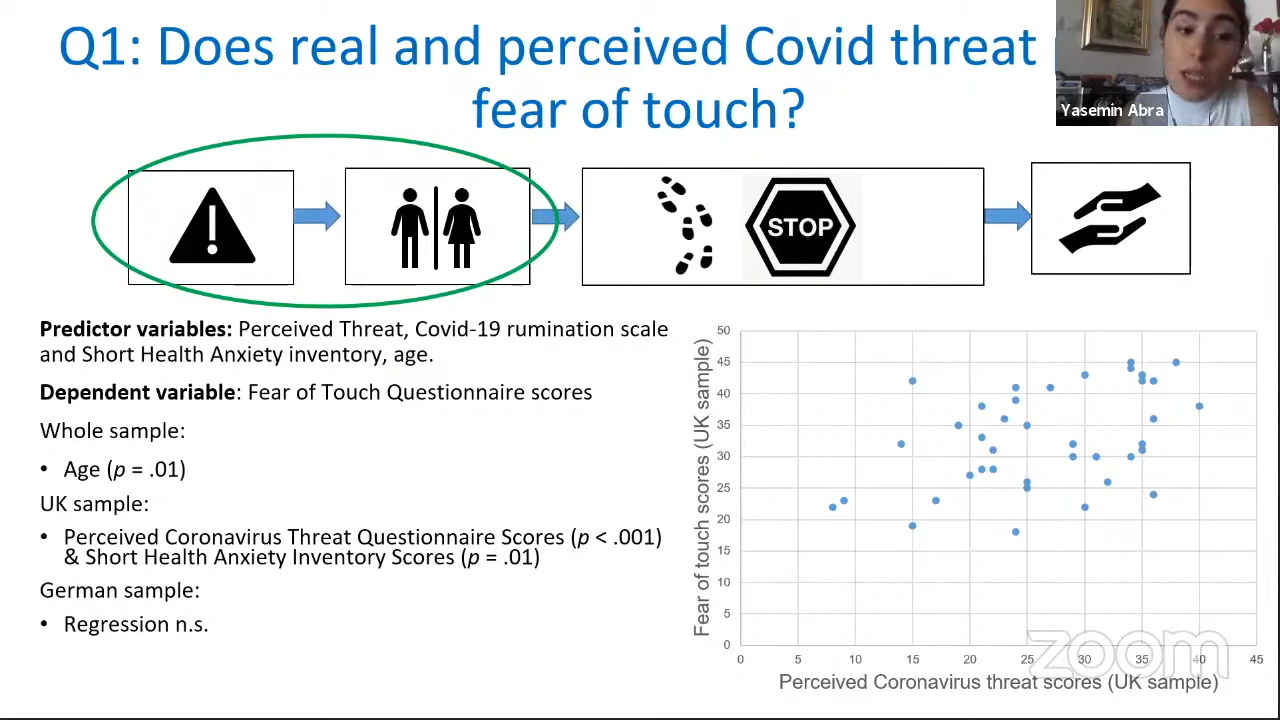 Q1: Does real and perceived Covid threat
fear of touch?
Yasemin Abra
STOP
Predictor variables: Perceived Threat, Covid-19 rumination scale
and Short Health Anxiety inventory, age.
Dependent variable: Fear of Touch Questionnaire scores
Whole sample:
• Age (p = .01)
UK sample:
• Perceived Coronavirus Threat Questionnaire Scores (p < .001)
& Short Health Anxiety Inventory Scores (p = .01)
German sample:
• Regression n.s.
Fear of touch scores (UK sample)
50
45
40
35
30
25
20
15
10
5
0
0 5 10 15 20 25 30 35 40 45
Perceived Coronavirus threat scores (UK sample)
zoom